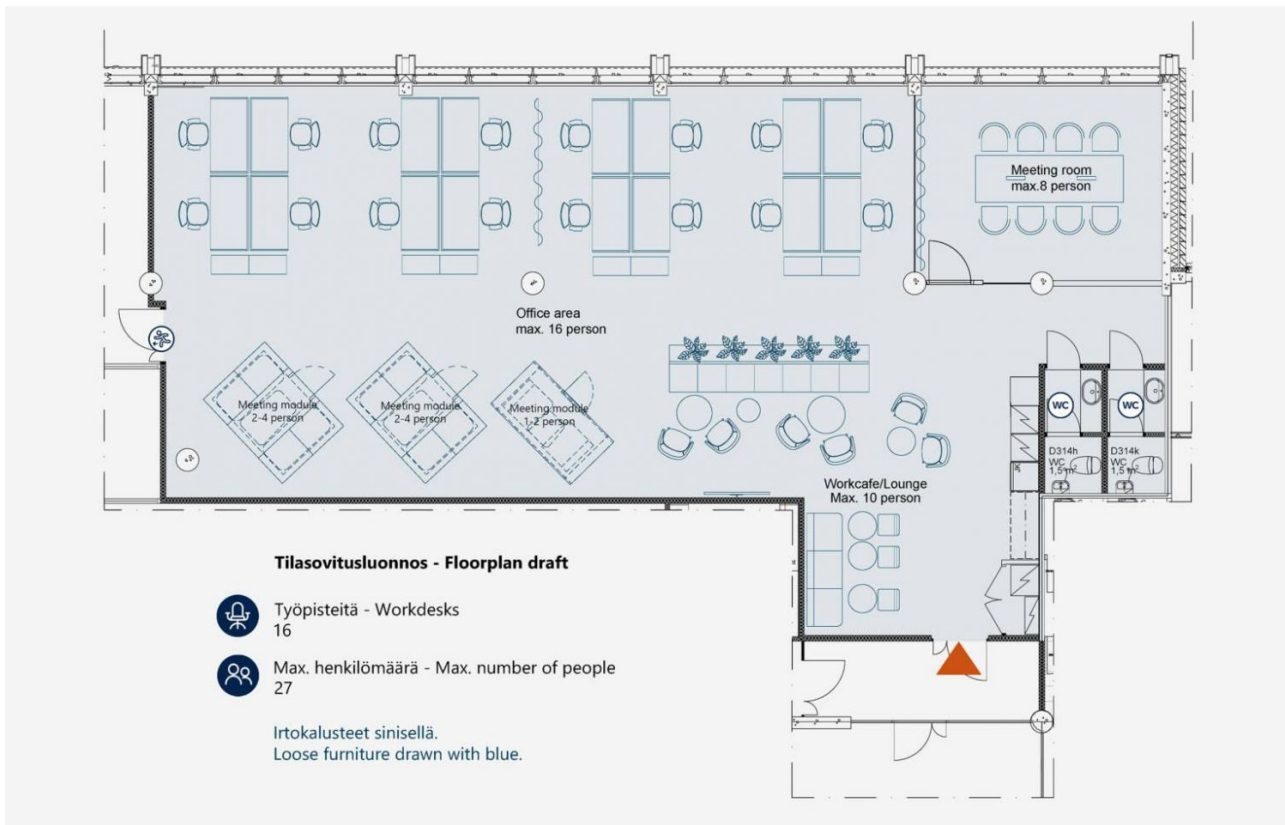 Meeting room
max.8 person
Office area
max. 16 person
Meeting module
2-4 person
Meeting module
2-4 person
Meeting module
1-2 person
WC
WC
D314h
WC
1,5 m²
D314k
WC
1,5 m²
Workcafe/Lounge
Max. 10 person
Tilasovitusluonnos - Floorplan draft
Työpisteitä - Workdesks
16
Max. henkilömäärä - Max. number of people
27
Irtokalusteet sinisellä.
Loose furniture drawn with blue.